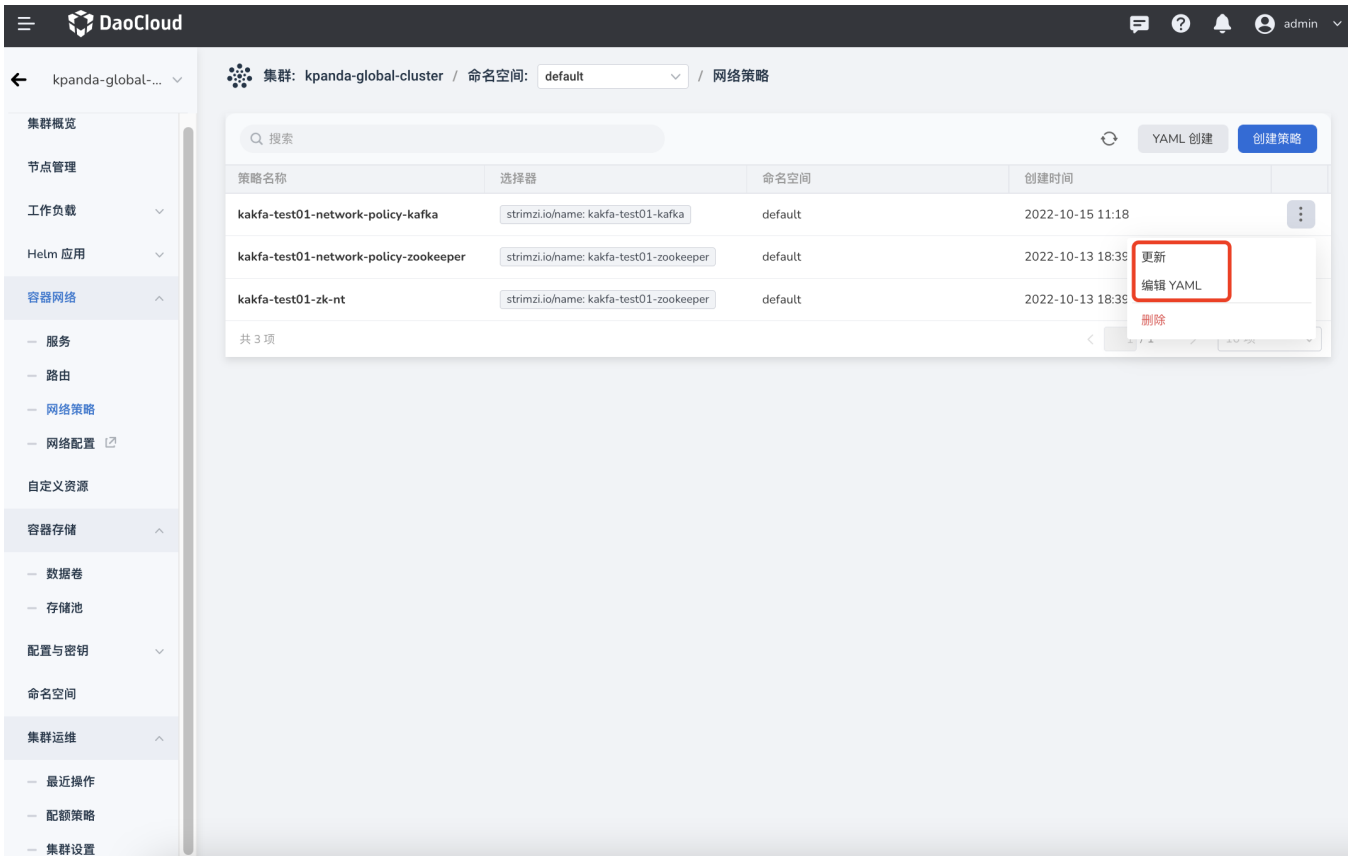 DaoCloud
admin
kpanda-global-...
集群: kpanda-global-cluster / 命名空间: default / 网络策略
集群概览
节点管理
工作负载
Helm 应用
容器网络
服务
路由
网络策略
网络配置
自定义资源
容器存储
数据卷
存储池
配置与密钥
命名空间
集群运维
最近操作
配额策略
集群设置
搜索
YAML 创建
创建策略
策略名称 选择器 命名空间 创建时间
kakfa-test01-network-policy-kafka strimzi.io/name: kakfa-test01-kafka default 2022-10-15 11:18
kakfa-test01-network-policy-zookeeper strimzi.io/name: kakfa-test01-zookeeper default 2022-10-13 18:39
kakfa-test01-zk-nt strimzi.io/name: kakfa-test01-zookeeper default 2022-10-13 18:39
更新
编辑 YAML
删除
共 3 项